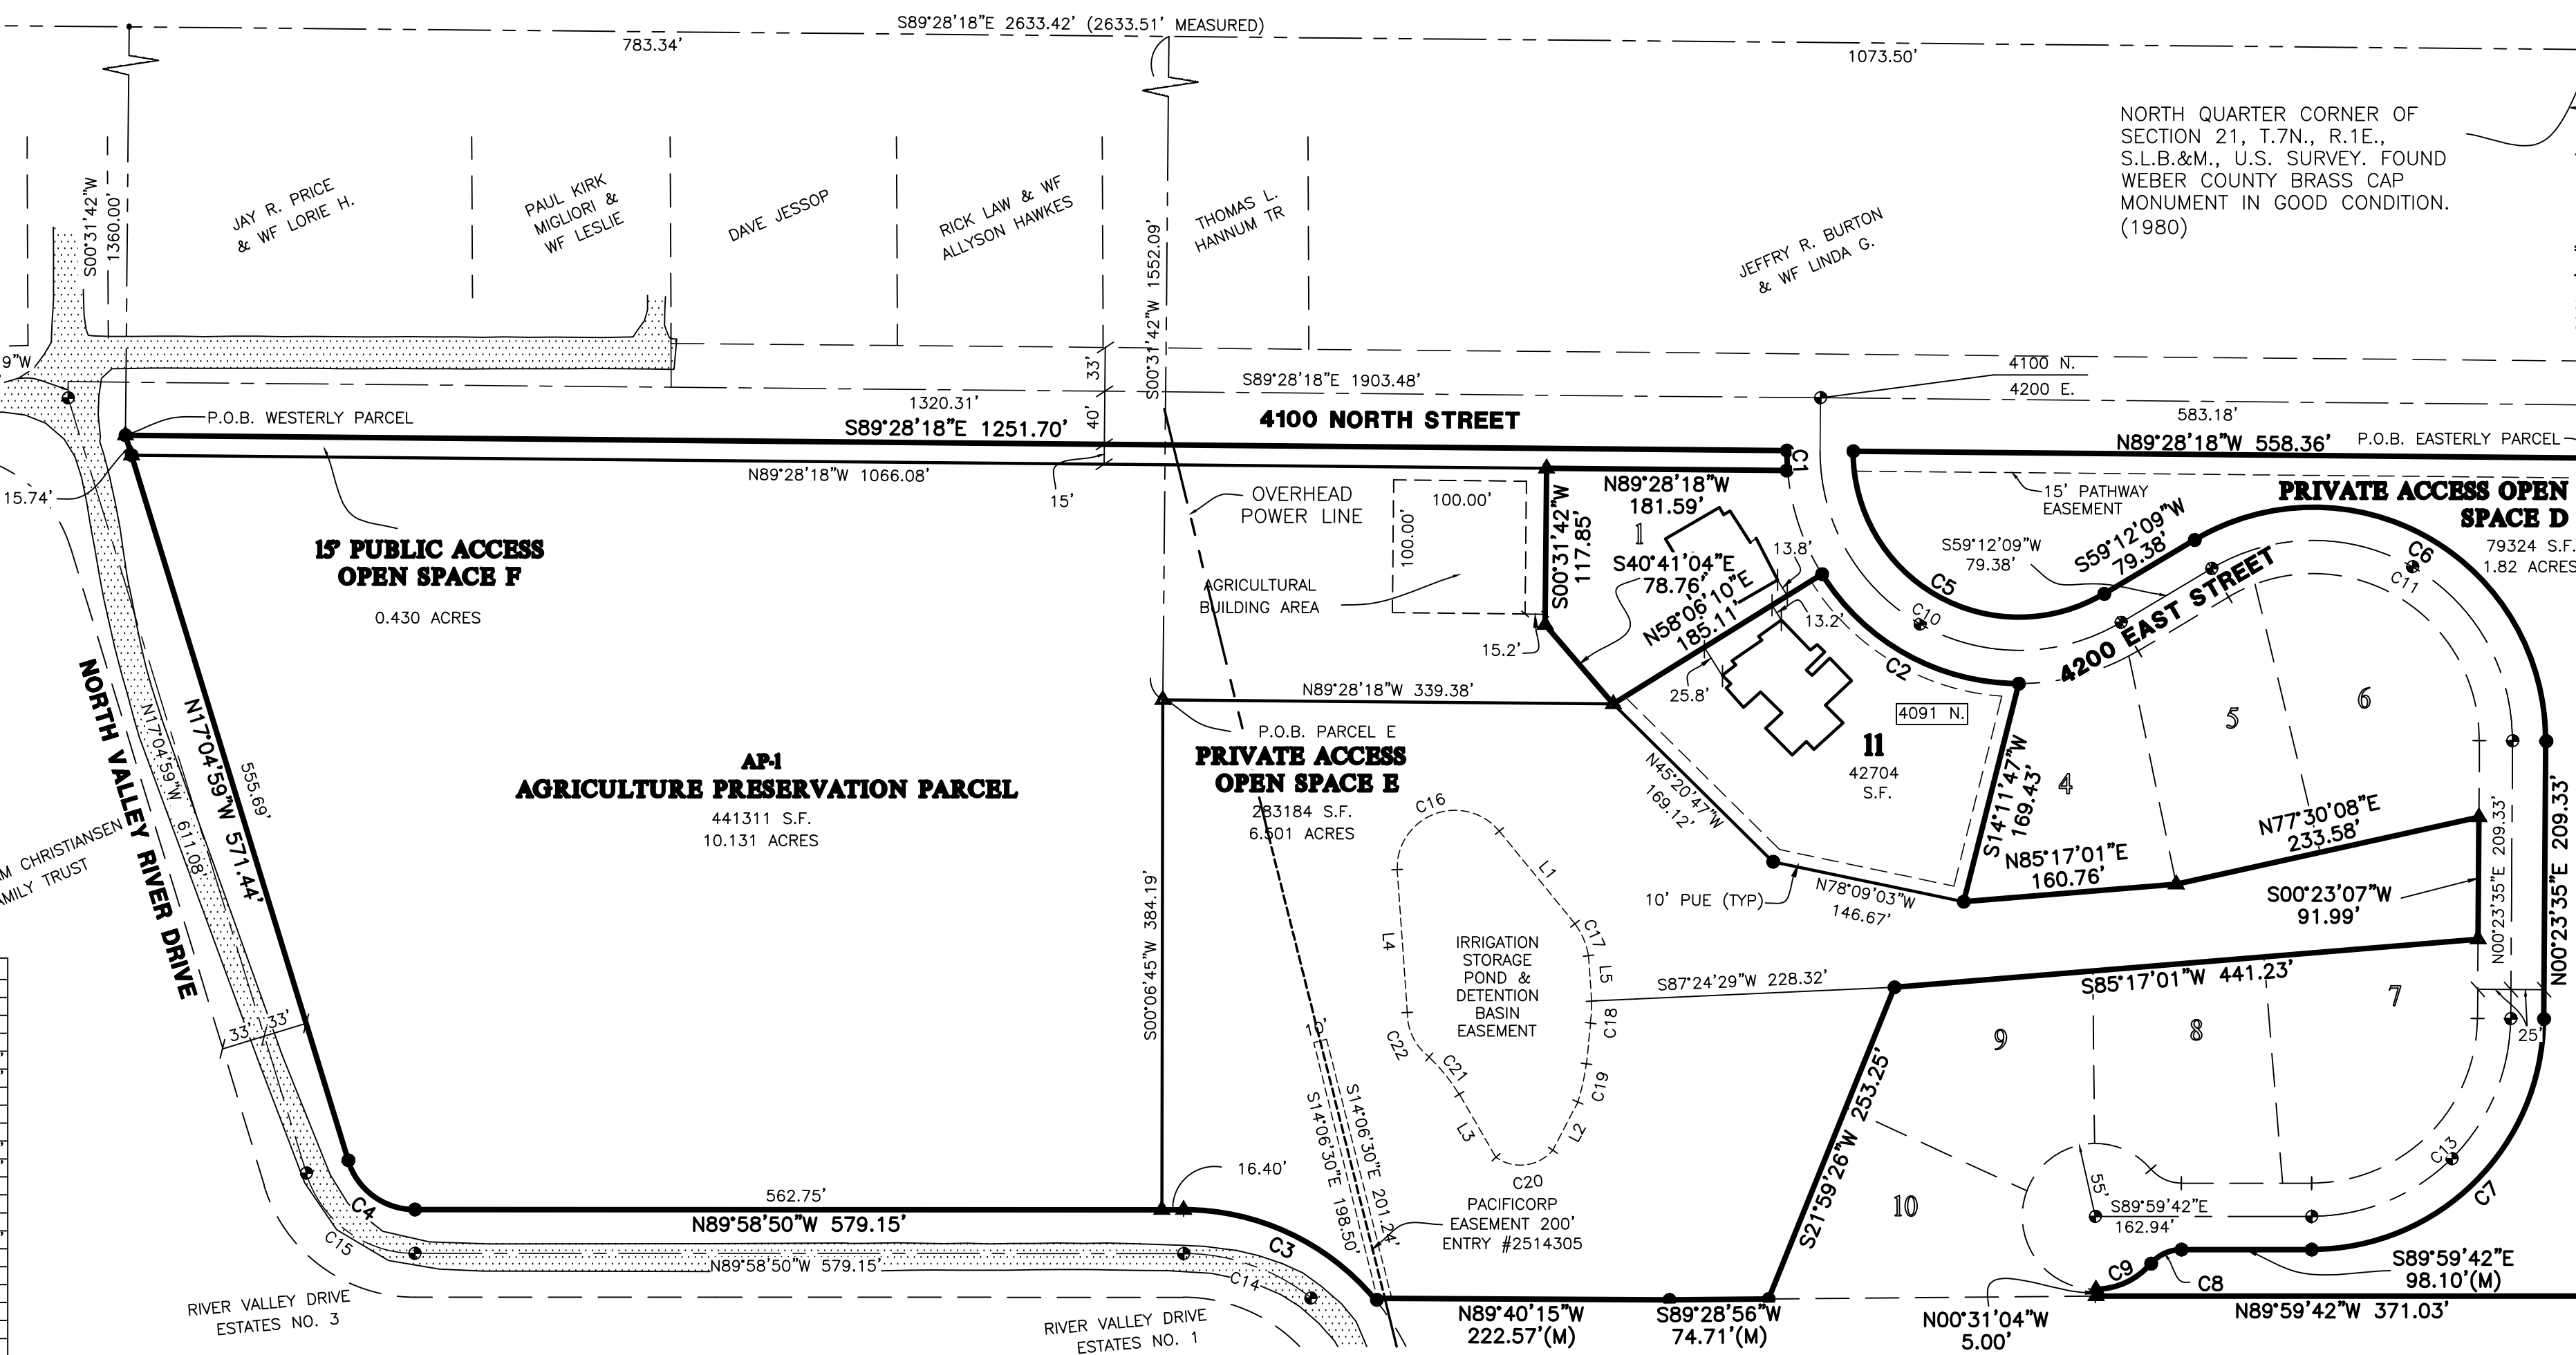 S89°28'18"E 2633.42' (2633.51' MEASURED)
783.34'
1073.50'
NORTH QUARTER CORNER OF
SECTION 21, T.7N., R.1E.,
S.L.B.&M., U.S. SURVEY. FOUND
WEBER COUNTY BRASS CAP
MONUMENT IN GOOD CONDITION.
(1980)
S00°31'42"W
1360.00'
JAY R. PRICE
& WF LORIE H.
PAUL KIRK
MIGLIORI &
WF LESLIE
DAVE JESSOP
RICK LAW & WF
ALLYSON HAWKES
S00°31'42"W 1552.09'
THOMAS L.
HANNUM TR
JEFFRY R. BURTON
& WF LINDA G.
9"W
33'
40'
S89°28'18"E 1903.48'
4100 N.
4200 E.
1320.31'
583.18'
P.O.B. WESTERLY PARCEL
S89°28'18"E 1251.70'
4100 NORTH STREET
N89°28'18"W 558.36'
P.O.B. EASTERLY PARCEL
15.74'
N89°28'18"W 1066.08'
15'
C1
N89°28'18"W
181.59'
15' PATHWAY
EASEMENT
PRIVATE ACCESS OPEN
SPACE D
79324 S.F.
1.82 ACRES
OVERHEAD
POWER LINE
100.00'
100.00'
AGRICULTURAL
BUILDING AREA
15.2'
S00°31'42"W
117.85'
1
S40°41'04"E
78.76'
N58°06'10"E
185.11'
13.8'
13.2'
25.8'
15' PUBLIC ACCESS
OPEN SPACE F
0.430 ACRES
S59°12'09"W
79.38'
S59°12'09"W
79.38'
C5
C10
C6
C11
4200 EAST STREET
C2
NORTH VALLEY RIVER DRIVE
N17°04'59"W 611.08'
N17°04'59"W 571.44'
555.69'
N89°28'18"W 339.38'
P.O.B. PARCEL E
PRIVATE ACCESS
OPEN SPACE E
283184 S.F.
6.501 ACRES
AP-1
AGRICULTURE PRESERVATION PARCEL
441311 S.F.
10.131 ACRES
4091 N.
11
42704
S.F.
N45°20'47"W
169.12'
S14°11'47"W
169.43'
4
5
6
N85°17'01"E
160.76'
N77°30'08"E
233.58'
10' PUE (TYP)
N78°09'03"W
146.67'
S00°23'07"W
91.99'
N00°23'35"E 209.33'
N00°23'35"E 209.33'
CHRISTIANSEN
TRUST
S00°06'45"W 384.19'
C16
L1
C17
L4
L5
IRRIGATION
STORAGE
POND &
DETENTION
BASIN
EASEMENT
C18
C22
C21
C19
L3
L2
C20
S87°24'29"W 228.32'
S85°17'01"W 441.23'
7
8
9
10
25'
33'
33'
S14°06'30"E 198.50'
S14°06'30"E 201.24'
S21°59'26"W 253.25'
C13
C7
55'
S89°59'42"E
162.94'
PACIFICORP
EASEMENT 200'
ENTRY #2514305
16.40'
562.75'
N89°58'50"W 579.15'
C4
C15
N89°58'50"W 579.15'
C3
C14
C9
C8
S89°59'42"E
98.10'(M)
RIVER VALLEY DRIVE
ESTATES NO. 3
RIVER VALLEY DRIVE
ESTATES NO. 1
N89°40'15"W
222.57'(M)
S89°28'56"W
74.71'(M)
N00°31'04"W
5.00'
N89°59'42"W 371.03'